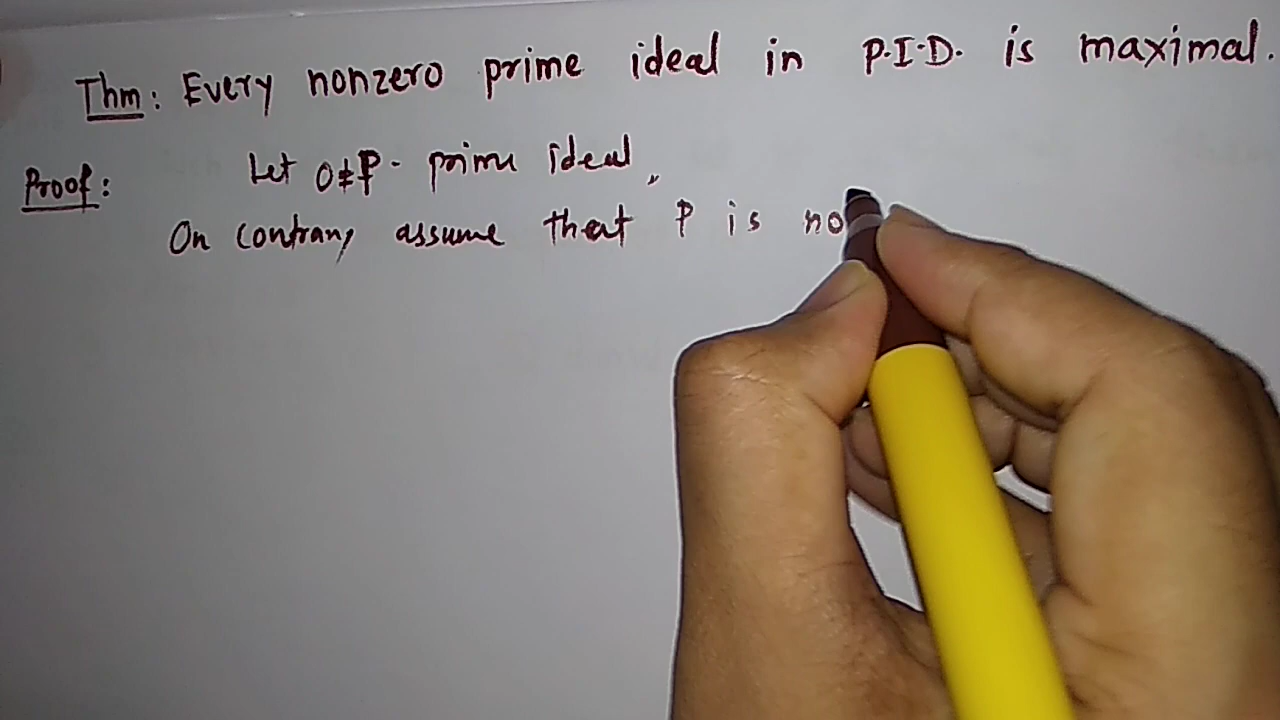 Thm: Every nonzero prime ideal in P.I.D. is maximal.
Proof: Let 0≠P- prime ideal,
On contrary assume that P is no